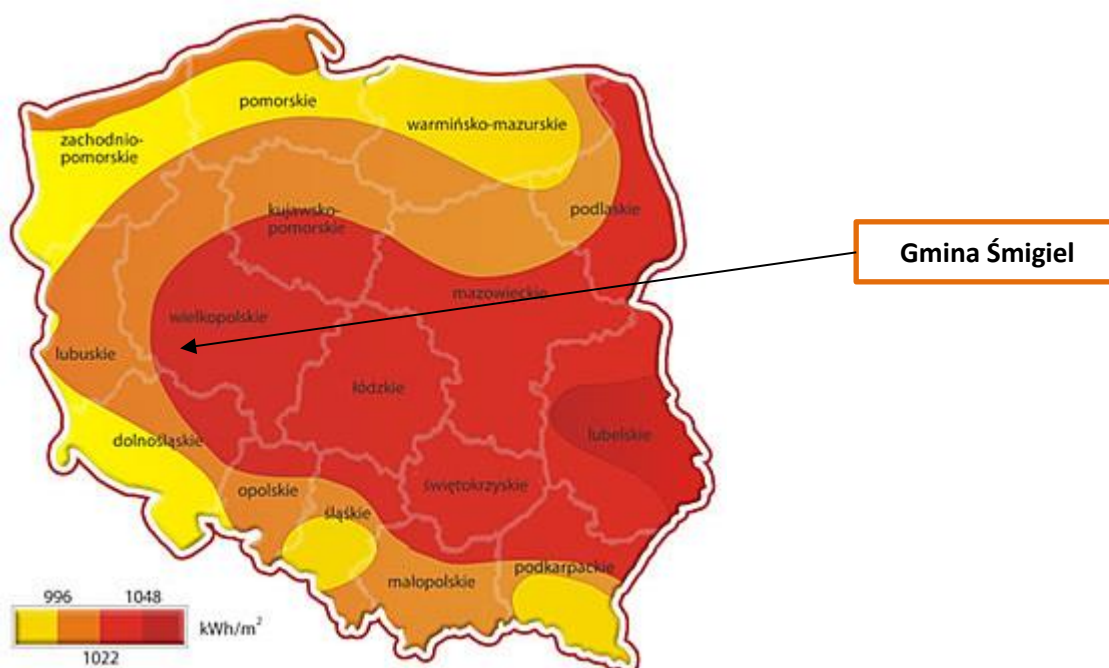 pomorskie
warmińsko-mazurskie
zachodnio-
pomorskie
podlaskie
kujawsko-
pomorskie
Gmina Śmigiel
mazowieckie
wielkopolskie
lubuskie
łódzkie
dolnośląskie
lubelskie
opolskie
świętokrzyskie
śląskie
małopolskie
podkarpackie
996 1048
kWh/m²
1022